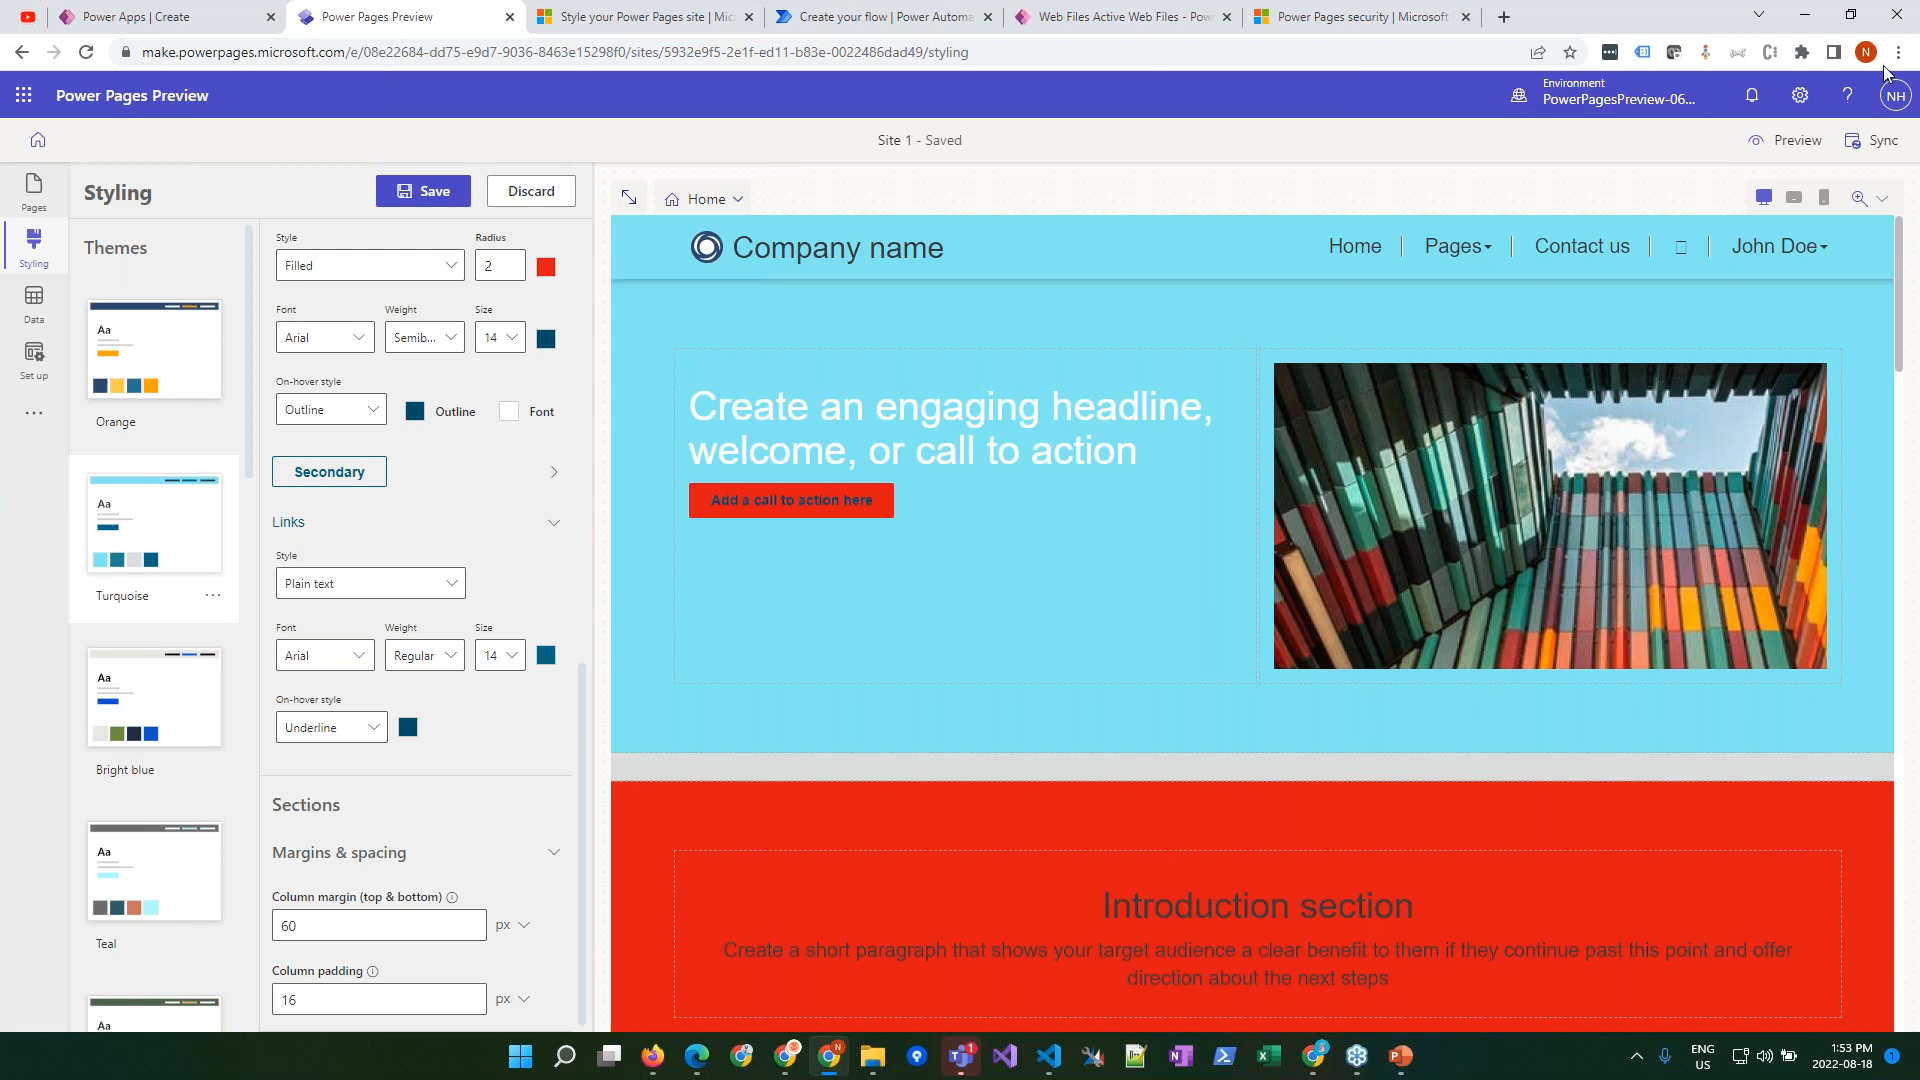 Power Apps | Create
Power Pages Preview
Style your Power Pages site | Mic
Create your flow | Power Automa
Web Files Active Web Files - Pow
Power Pages security | Microsoft
make.powerpages.microsoft.com/e/08e22684-dd75-e9d7-9036-8463e15298f0/sites/5932e9f5-2e1f-ed11-b83e-0022486dad49/styling
N
Power Pages Preview
Environment
PowerPagesPreview-06...
NH
Site 1 - Saved
Preview
Sync
Pages
Styling
Data
Set up
Styling
Save
Discard
Themes
Aa
Orange
Aa
Turquoise
Aa
Bright blue
Aa
Teal
Aa
Style
Radius
Filled
2
Font
Weight
Size
Arial
Semib...
14
On-hover style
Outline
Outline
Font
Secondary
Links
Style
Plain text
Font
Weight
Size
Arial
Regular
14
On-hover style
Underline
Sections
Margins & spacing
Column margin (top & bottom)
60
px
Column padding
16
px
Home
Company name
Home
Pages
Contact us
John Doe
Create an engaging headline,
welcome, or call to action
Add a call to action here
Introduction section
Create a short paragraph that shows your target audience a clear benefit to them if they continue past this point and offer
direction about the next steps
ENG
US
1:53 PM
2022-08-18
1